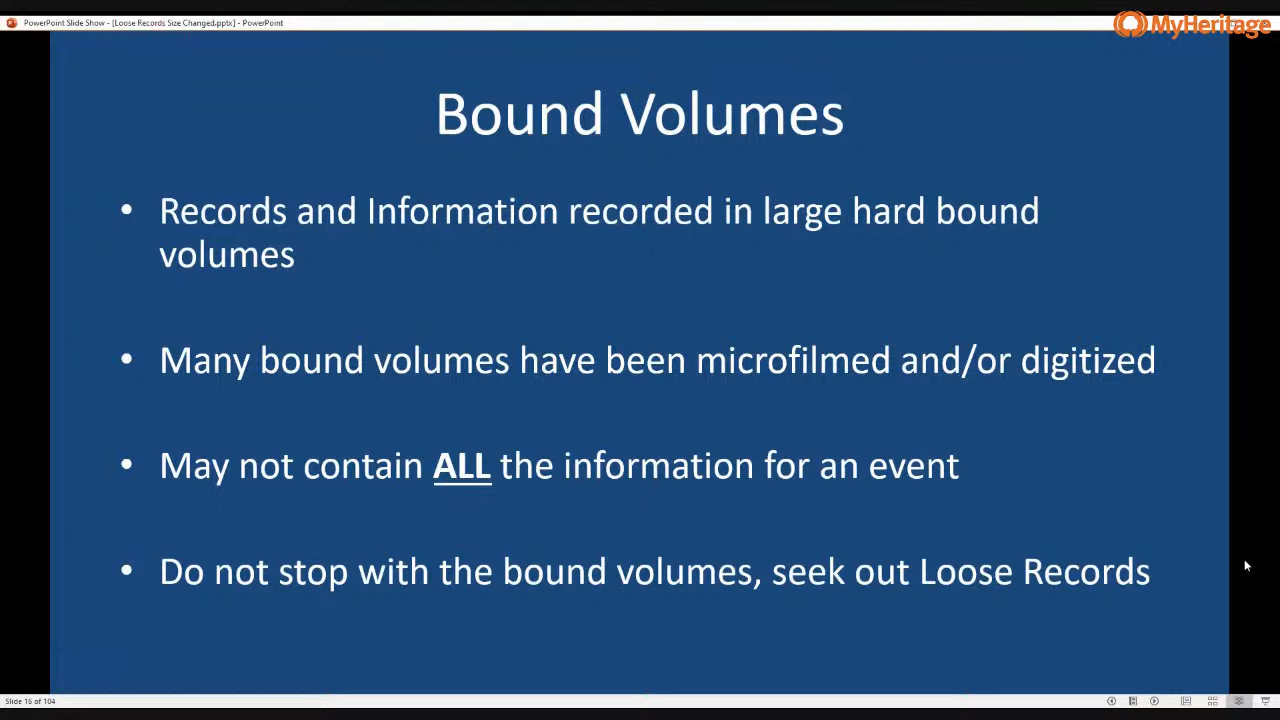 PowerPoint Slide Show - [Loose Records Size Changed.pptx] - PowerPoint
MyHeritage
Bound Volumes
• Records and Information recorded in large hard bound
volumes
• Many bound volumes have been microfilmed and/or digitized
• May not contain ALL the information for an event
• Do not stop with the bound volumes, seek out Loose Records
Slide 16 of 104